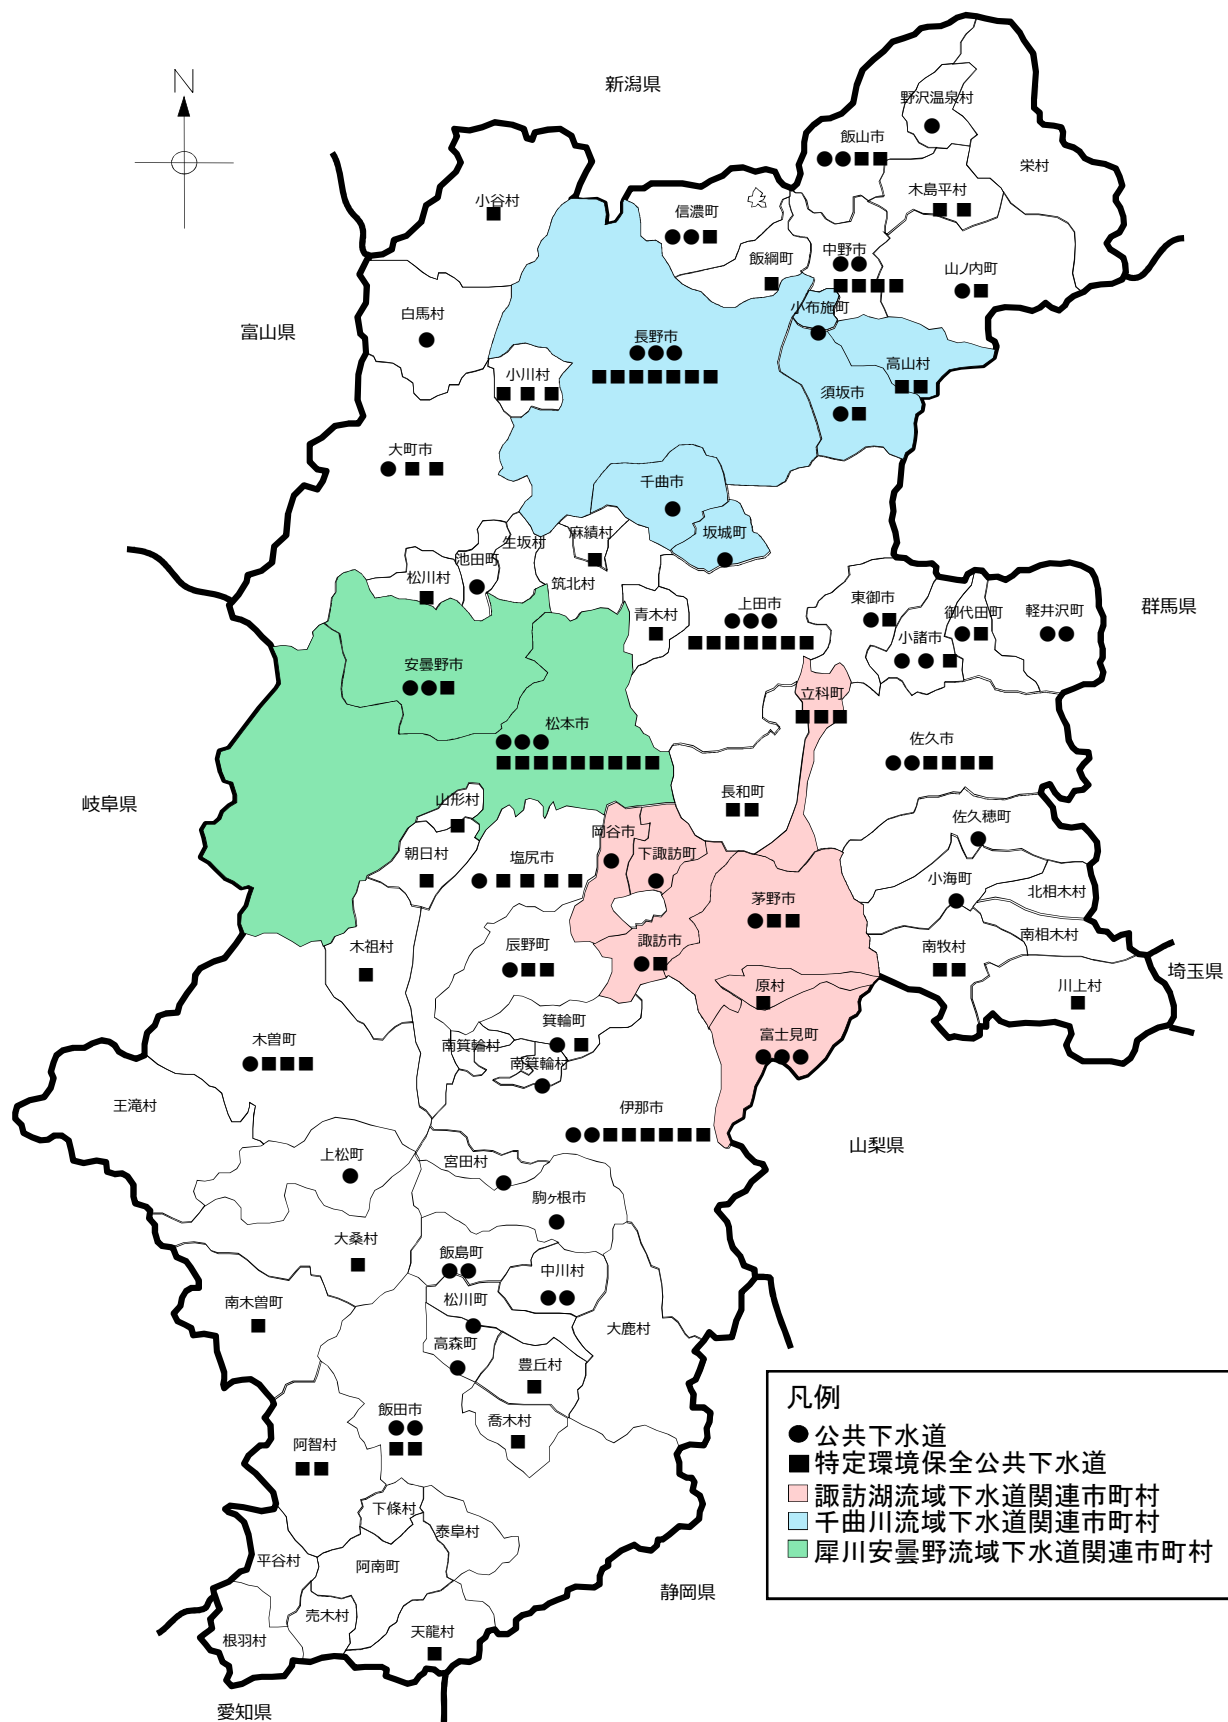 N
新潟県
野沢温泉村
飯山市
栄村
木島平村
小谷村
信濃町
飯綱町
中野市
山ノ内町
小布施町
白馬村
富山県
長野市
高山村
小川村
須坂市
大町市
千曲市
坂城町
麻績村
生坂村
池田町
松川村
筑北村
青木村
上田市
東御市
御代田町
軽井沢町
群馬県
小諸市
安曇野市
立科町
松本市
佐久市
長和町
岐阜県
山形村
佐久穂町
岡谷市
朝日村
塩尻市
下諏訪町
小海町
北相木村
茅野市
木祖村
辰野町
諏訪市
南相木村
南牧村
埼玉県
原村
川上村
箕輪町
木曽町
南箕輪村
富士見町
南箕輪村
王滝村
伊那市
山梨県
上松町
宮田村
駒ヶ根市
大桑村
飯島町
中川村
南木曽町
松川町
大鹿村
高森町
豊丘村
飯田市
喬木村
阿智村
下條村
泰阜村
平谷村
阿南町
静岡県
売木村
根羽村
天龍村
愛知県
凡例
公共下水道
特定環境保全公共下水道
諏訪湖流域下水道関連市町村
千曲川流域下水道関連市町村
犀川安曇野流域下水道関連市町村